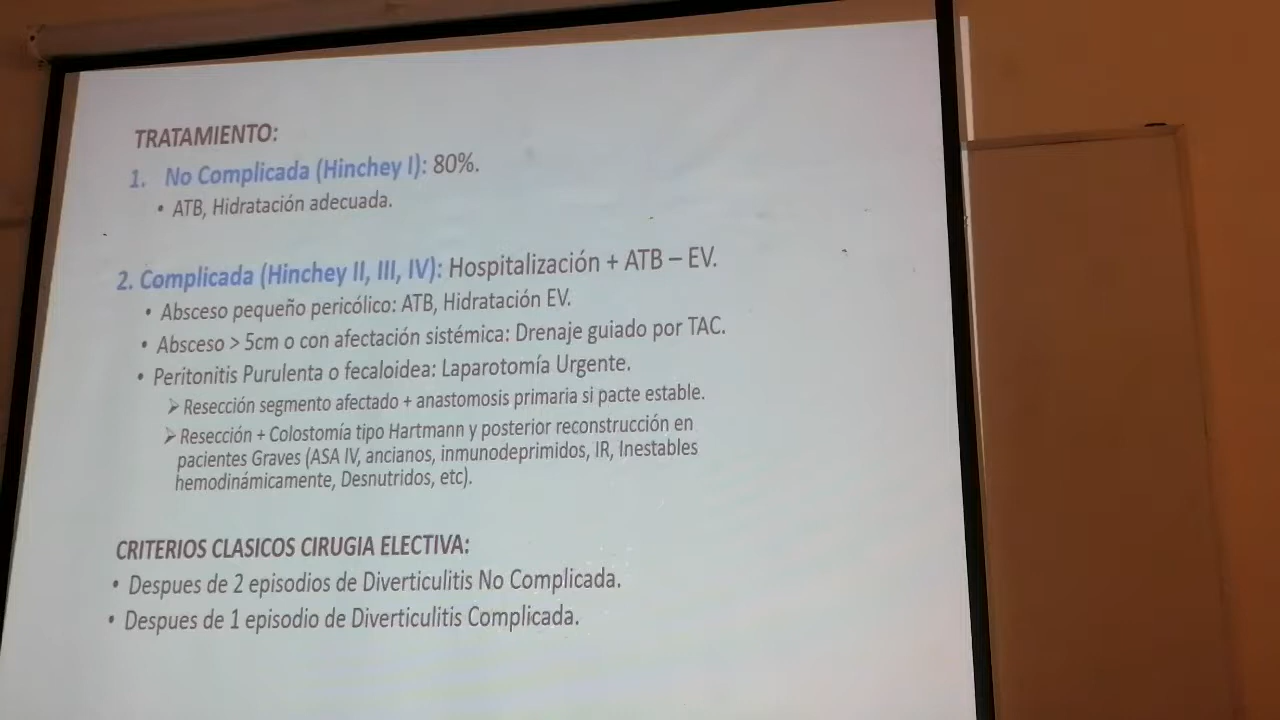 TRATAMIENTO:
1. No Complicada (Hinchey I): 80%.
• ATB, Hidratación adecuada.
2. Complicada (Hinchey II, III, IV): Hospitalización + ATB – EV.
• Absceso pequeño pericólico: ATB, Hidratación EV.
• Absceso > 5cm o con afectación sistémica: Drenaje guiado por TAC.
• Peritonitis Purulenta o fecaloidea: Laparotomía Urgente.
➢ Resección segmento afectado + anastomosis primaria si pacte estable.
➢ Resección + Colostomía tipo Hartmann y posterior reconstrucción en
pacientes Graves (ASA IV, ancianos, inmunodeprimidos, IR, Inestables
hemodinámicamente, Desnutridos, etc).
CRITERIOS CLASICOS CIRUGIA ELECTIVA:
• Despues de 2 episodios de Diverticulitis No Complicada.
• Despues de 1 episodio de Diverticulitis Complicada.